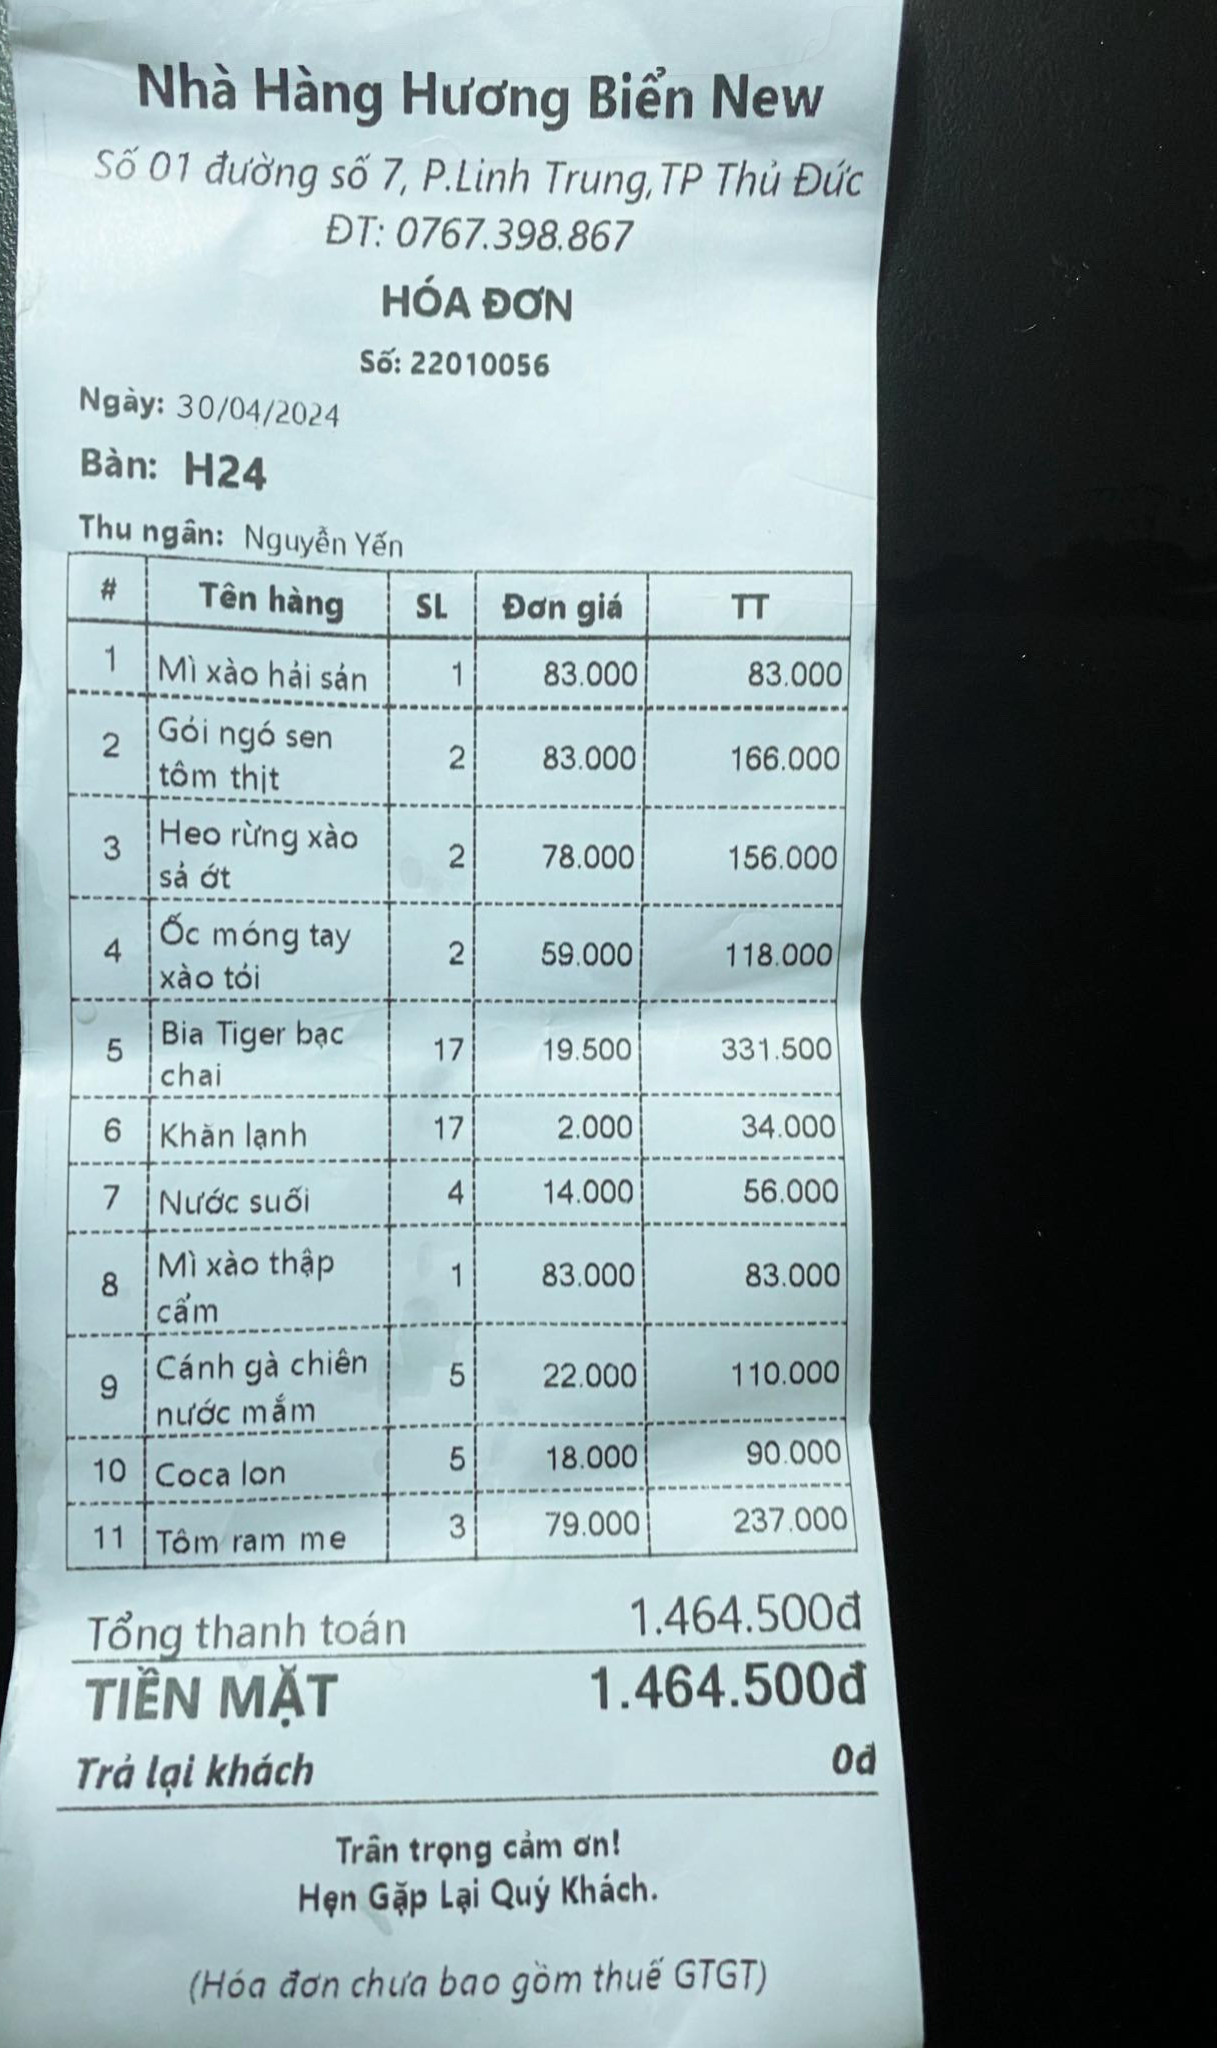 Nhà Hàng Hương Biển New
Số 01 đường số 7, P.Linh Trung,TP Thủ Đức
ĐT: 0767.398.867
HÓA ĐƠN
Số: 22010056
Ngày: 30/04/2024
Bàn: H24
Thu ngân: Nguyễn Yến
# Tên hàng SL Đơn giá TT
1 Mì xào hải sản 1 83.000 83.000
2 Gỏi ngó sen 2 83.000 166.000
tôm thịt
3 Heo rừng xào 2 78.000 156.000
sả ớt
4 Ốc móng tay 2 59.000 118.000
xào tỏi
5 Bia Tiger bạc 17 19.500 331.500
chai
6 Khăn lạnh 17 2.000 34.000
7 Nước suối 4 14.000 56.000
8 Mì xào thập 1 83.000 83.000
cẩm
9 Cánh gà chiên 5 22.000 110.000
nước mắm
10 Coca lon 5 18.000 90.000
11 Tôm ram me 3 79.000 237.000
Tổng thanh toán 1.464.500đ
TIỀN MẶT 1.464.500đ
Trả lại khách 0đ
Trân trọng cảm ơn!
Hẹn Gặp Lại Quý Khách.
(Hóa đơn chưa bao gồm thuế GTGT)